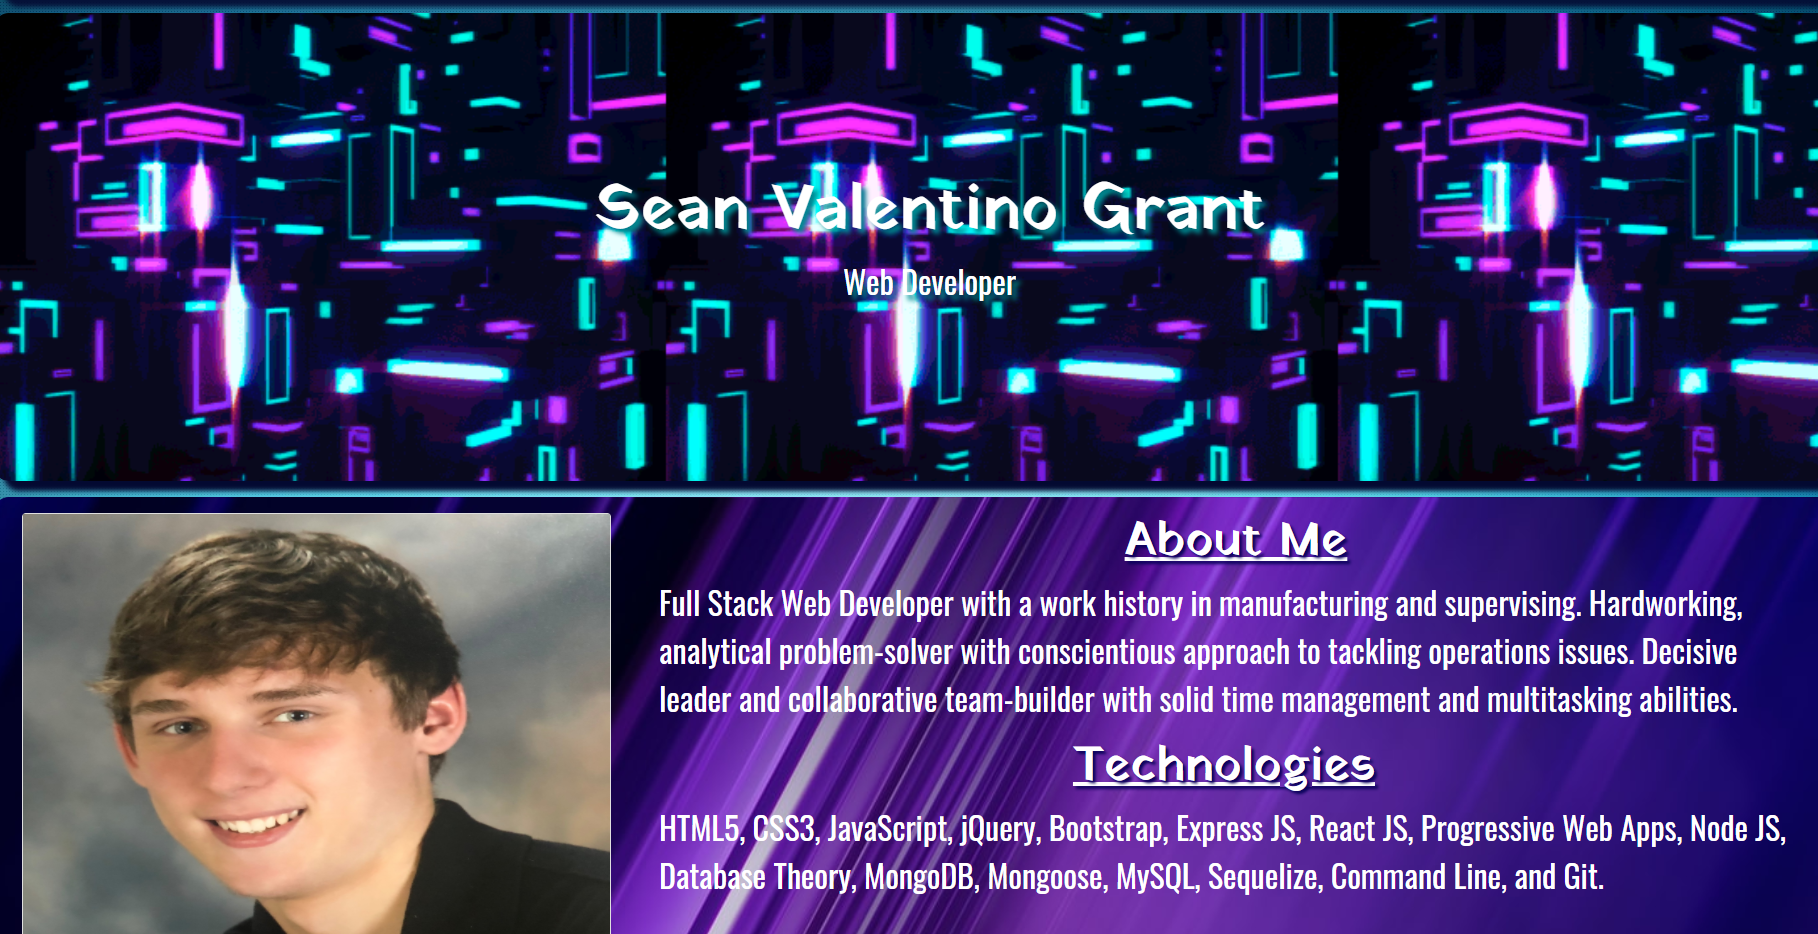 Sean Valentino Grant
Web Developer
About Me
Full Stack Web Developer with a work history in manufacturing and supervising. Hardworking,
analytical problem-solver with conscientious approach to tackling operations issues. Decisive
leader and collaborative team-builder with solid time management and multitasking abilities.
Technologies
HTML5, CSS3, JavaScript, jQuery, Bootstrap, Express JS, React JS, Progressive Web Apps, Node JS,
Database Theory, MongoDB, Mongoose, MySQL, Sequelize, Command Line, and Git.